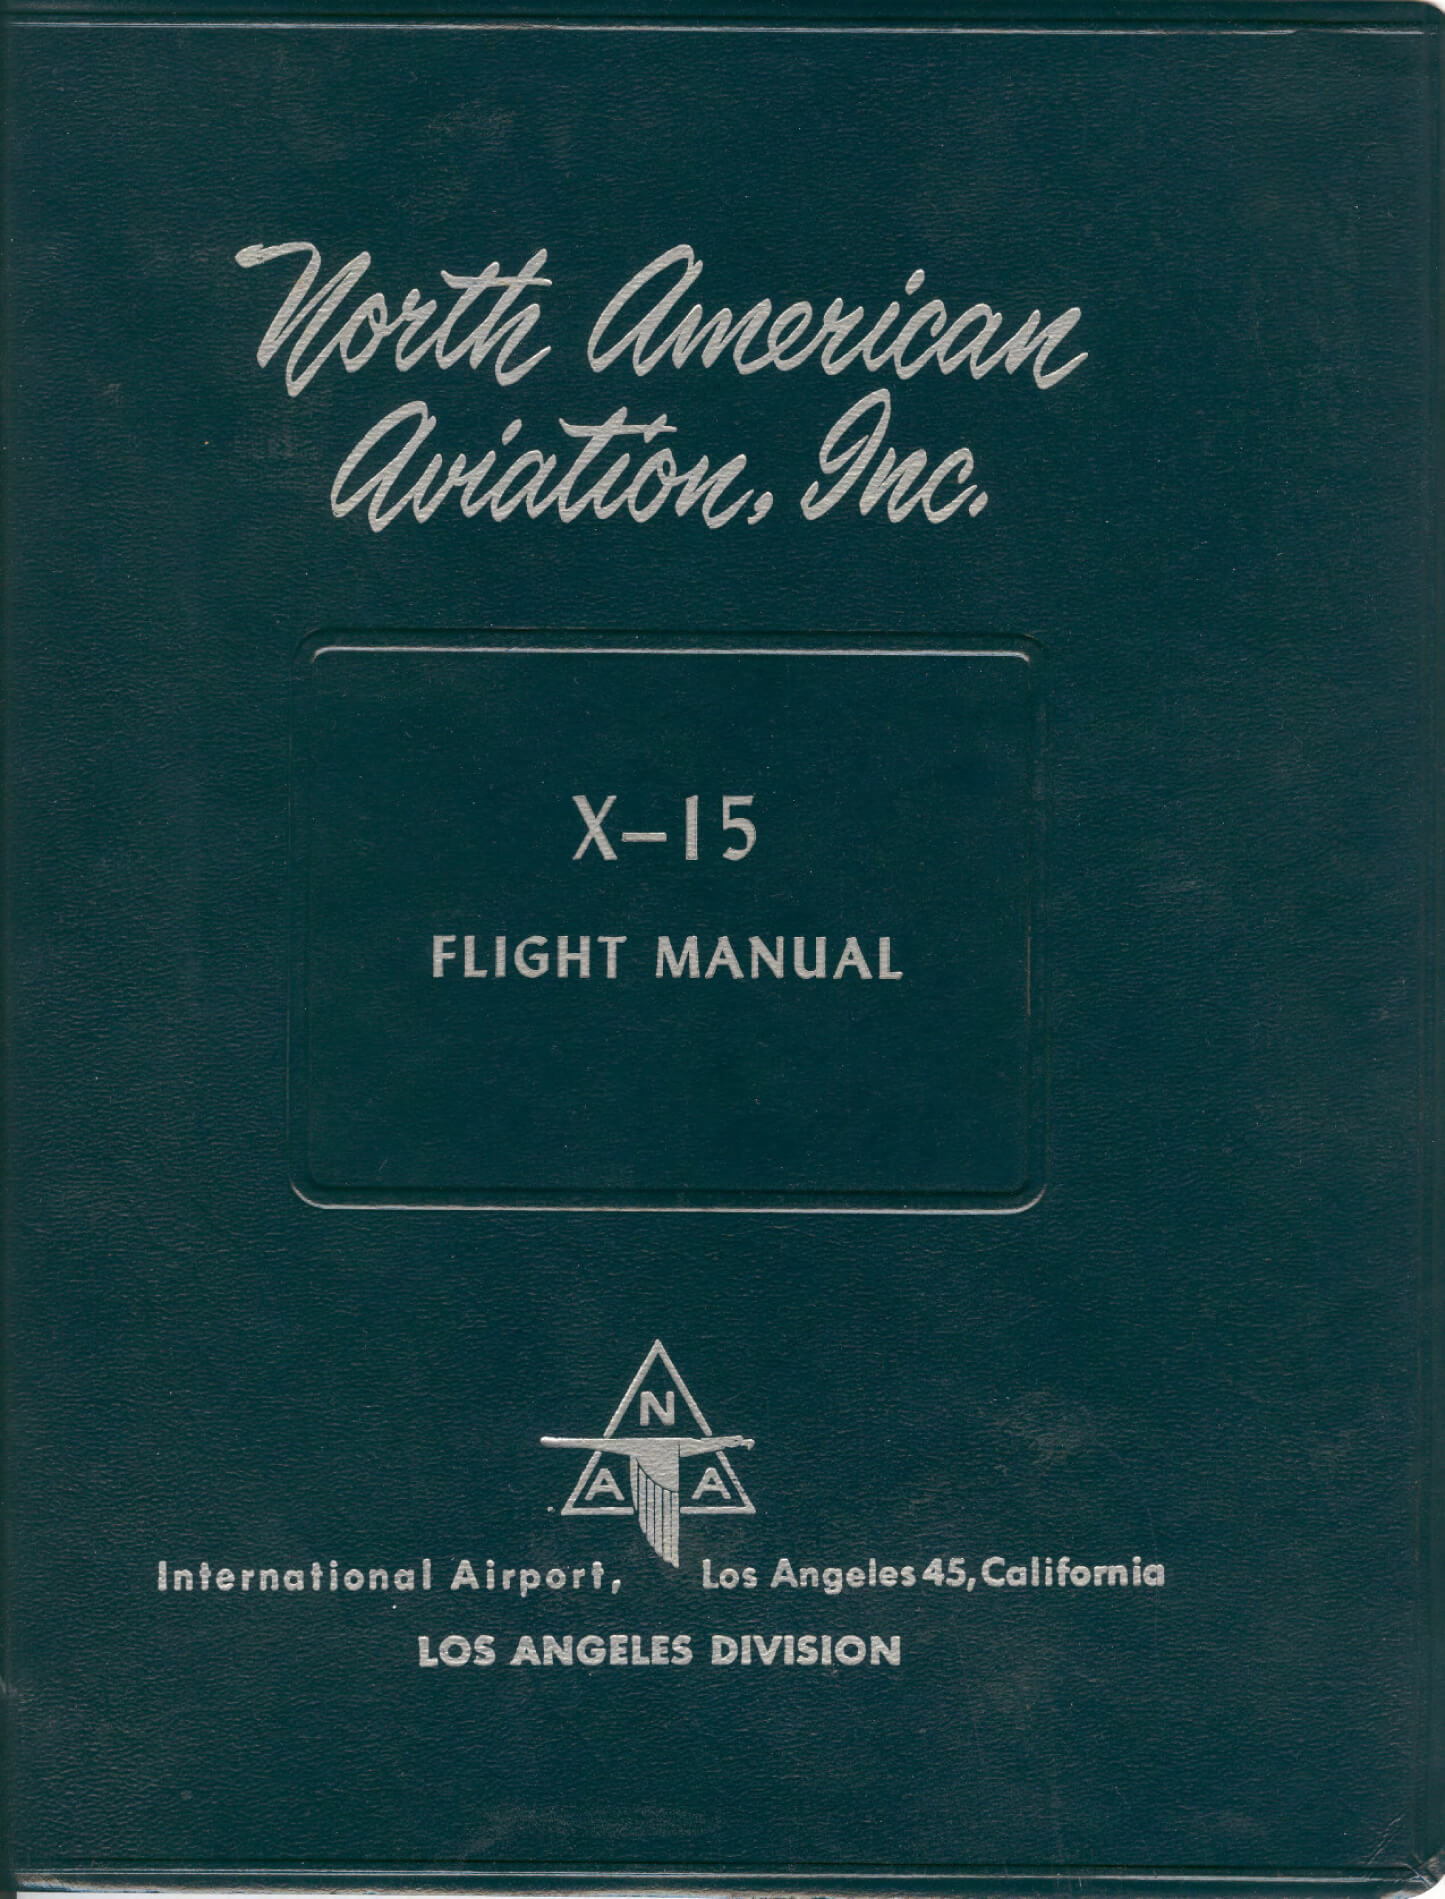 North American
Aviation, Inc.
X-15
FLIGHT MANUAL
N
A A
International Airport, Los Angeles 45, California
LOS ANGELES DIVISION